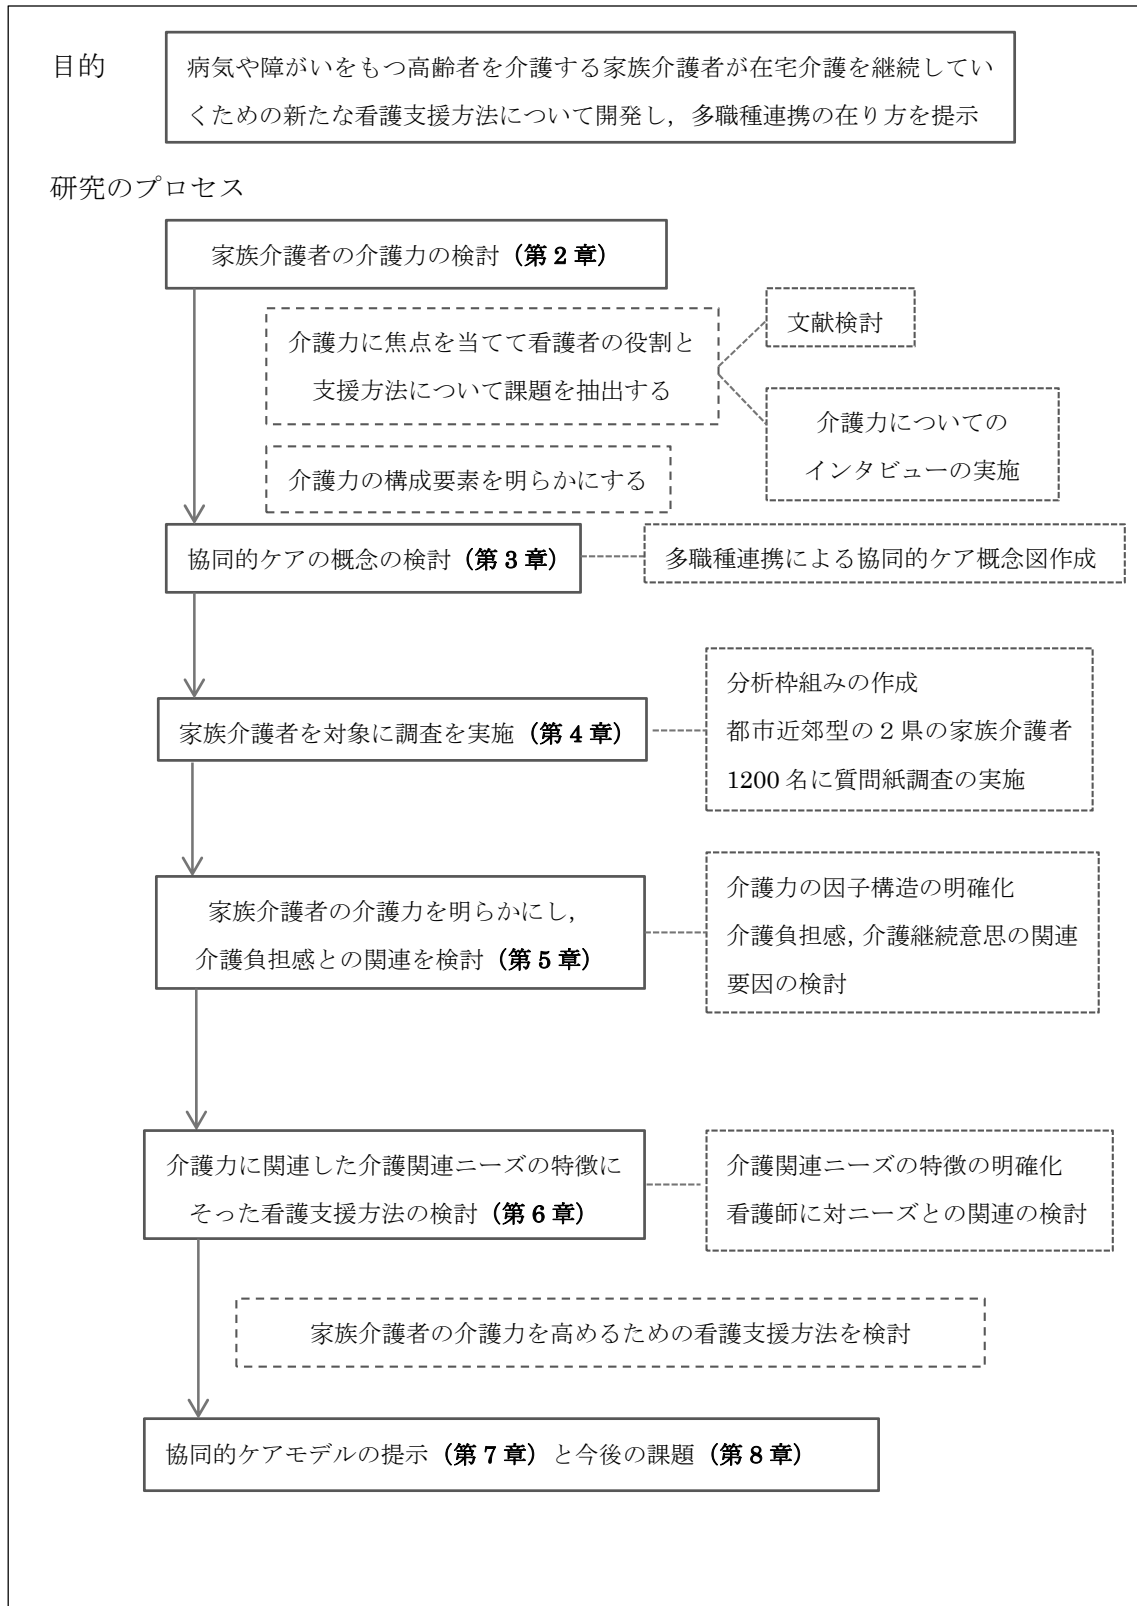 目的
病気や障がいをもつ高齢者を介護する家族介護者が在宅介護を継続してい
くための新たな看護支援方法について開発し，多職種連携の在り方を提示
研究のプロセス
家族介護者の介護力の検討（第 2 章）
介護力に焦点を当てて看護者の役割と
支援方法について課題を抽出する
文献検討
介護力についての
インタビューの実施
介護力の構成要素を明らかにする
協同的ケアの概念の検討（第 3 章）
多職種連携による協同的ケア概念図作成
家族介護者を対象に調査を実施（第 4 章）
分析枠組みの作成
都市近郊型の２県の家族介護者
1200 名に質問紙調査の実施
家族介護者の介護力を明らかにし，
介護負担感との関連を検討（第 5 章）
介護力の因子構造の明確化
介護負担感，介護継続意思の関連
要因の検討
介護力に関連した介護関連ニーズの特徴に
そった看護支援方法の検討（第 6 章）
介護関連ニーズの特徴の明確化
看護師に対ニーズとの関連の検討
家族介護者の介護力を高めるための看護支援方法を検討
協同的ケアモデルの提示（第 7 章）と今後の課題（第 8 章）